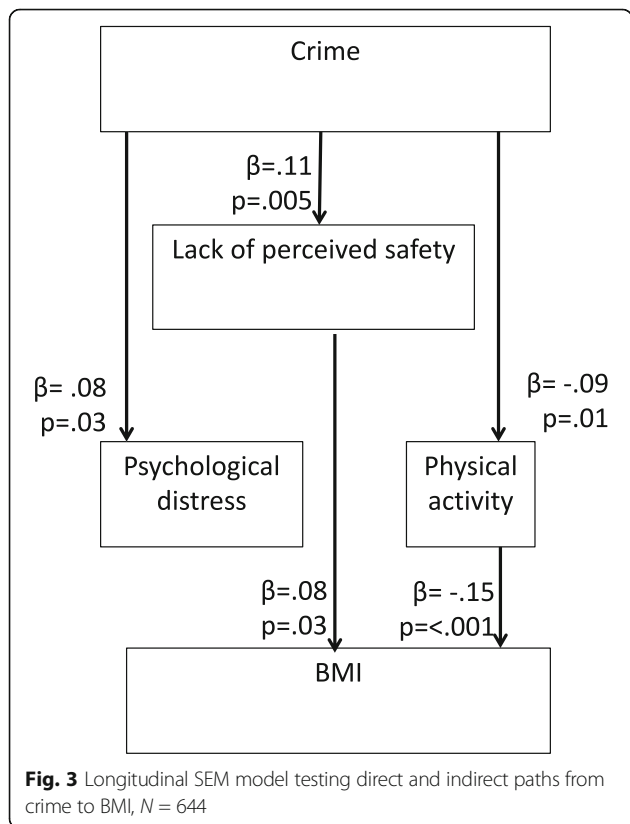 Crime
β=.11
p=.005
Lack of perceived safety
β= .08
p=.03
β= -.09
p=.01
Psychological
distress
Physical
activity
β=.08
p=.03
β= -.15
p=<.001
BMI
Fig. 3 Longitudinal SEM model testing direct and indirect paths from
crime to BMI, N = 644